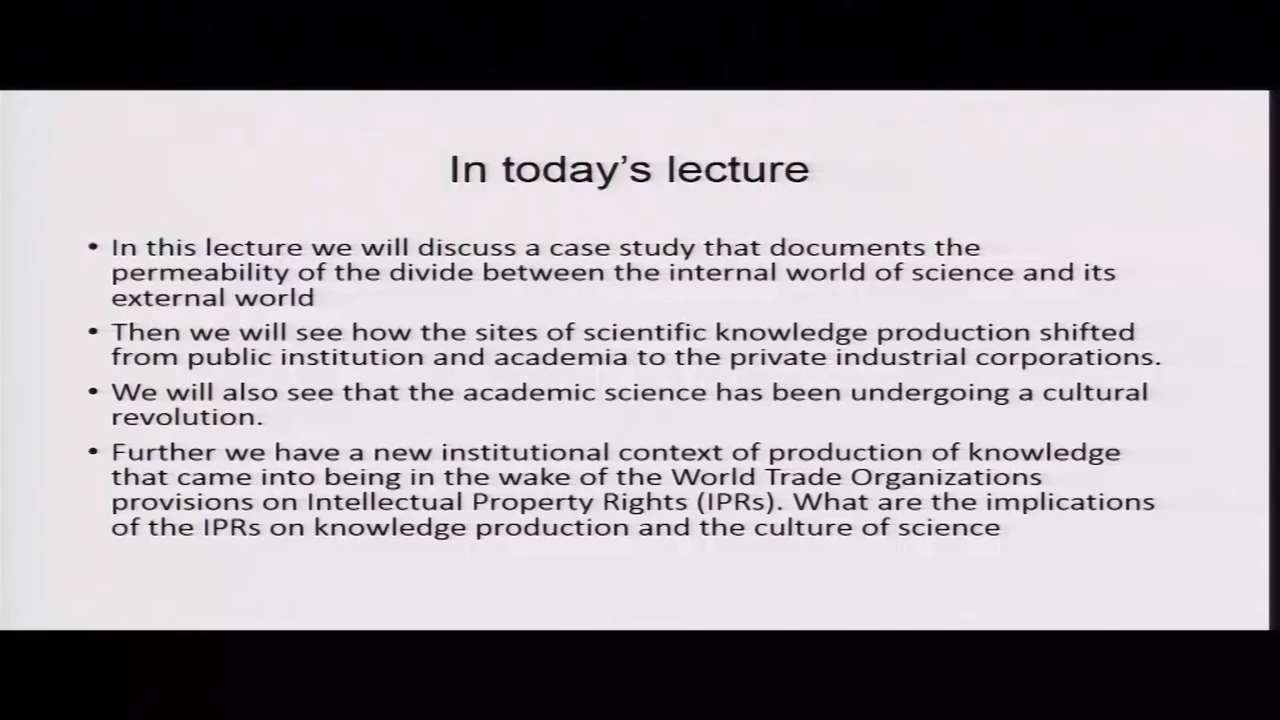 In today’s lecture
• In this lecture we will discuss a case study that documents the
permeability of the divide between the internal world of science and its
external world
• Then we will see how the sites of scientific knowledge production shifted
from public institution and academia to the private industrial corporations.
• We will also see that the academic science has been undergoing a cultural
revolution.
• Further we have a new institutional context of production of knowledge
that came into being in the wake of the World Trade Organizations
provisions on Intellectual Property Rights (IPRs). What are the implications
of the IPRs on knowledge production and the culture of science